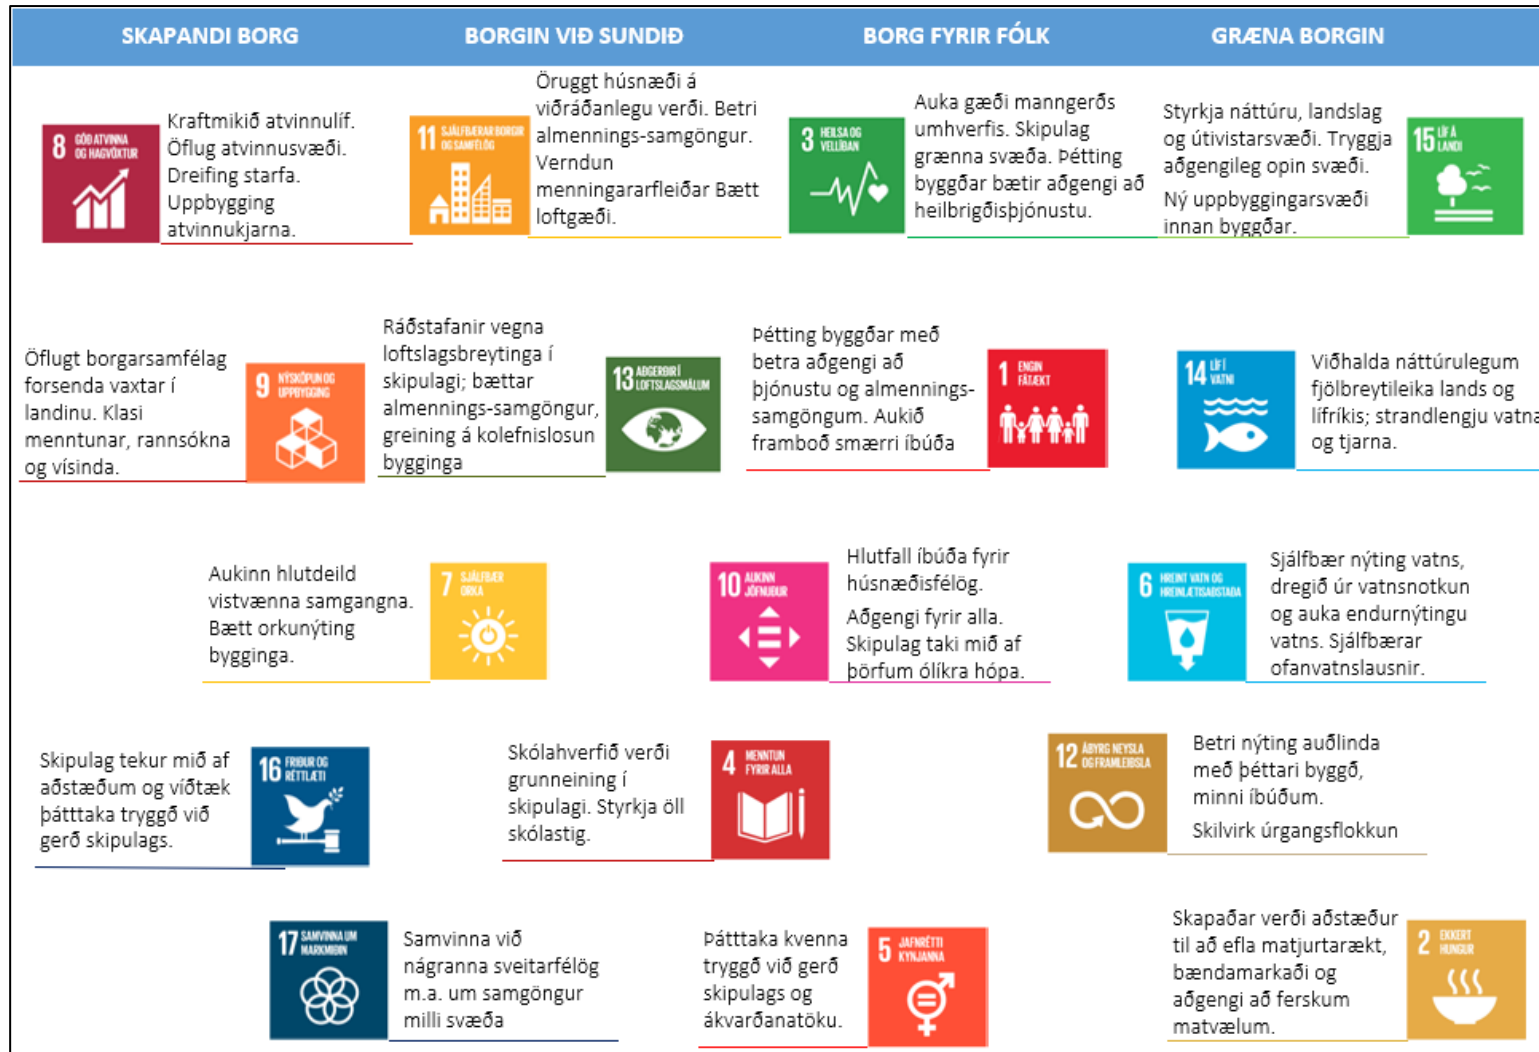 SKAPANDI BORG
BORGIN VIÐ SUNDIÐ
BORG FYRIR FÓLK
GRÆNA BORGIN
8 GÓÐ ATVINNA
OG HAGVÖXTUR
Kraftmikið atvinnulíf.
Öflug atvinnusvæði.
Dreifing starfa.
Uppbygging
atvinnukjarna.
11 SJÁLFBÆRAR BORGIR
OG SAMFÉLÖG
Öruggt húsnæði á
viðráðanlegu verði. Betri
almennings-samgöngur.
Verndun
menningararfleiðar Bætt
loftgæði.
3 HEILSA OG
VELLÍÐAN
Auka gæði manngerðs
umhverfis. Skipulag
grænna svæða. Þétting
byggðar bætir aðgengi að
heilbrigðisþjónustu.
Styrkja náttúru, landslag
og útivistarsvæði. Tryggja
aðgengileg opin svæði.
Ný uppbyggingarsvæði
innan byggðar.
15 LÍF Á
LANDI
Öflugt borgarsamfélag
forsenda vaxtar í
landinu. Klasi
menntunar, rannsókna
og vísinda.
9 NÝSKÖPUN OG
UPPBYGGING
Ráðstafanir vegna
loftslagsbreytinga í
skipulagi; bættar
almennings-samgöngur,
greining á kolefnislosun
bygginga
13 AÐGERÐIR Í
LOFTSLAGSMÁLUM
Þétting byggðar með
betra aðgengi að
þjónustu og almennings-
samgöngum. Aukið
framboð smærri íbúða
1 ENGIN
FÁTÆKT
14 LÍF Í
VATNI
Viðhalda náttúrulegum
fjölbreytileika lands og
lífríkis; strandlengju vatna
og tjarna.
Aukinn hlutdeild
vistvænna samgangna.
Bætt orkunýting
bygginga.
7 SJÁLFBÆR
ORKA
10 AUKINN
JÖFNUÐUR
Hlutfall íbúða fyrir
húsnæðisfélög.
Aðgengi fyrir alla.
Skipulag taki mið af
þörfum ólíkra hópa.
6 HREINT VATN OG
HREINLÆTISAÐSTAÐA
Sjálfbær nýting vatns,
dregið úr vatnsnotkun
og auka endurnýtingu
vatns. Sjálfbærar
ofanvatnslausnir.
Skipulag tekur mið af
aðstæðum og víðtæk
þátttaka tryggð við
gerð skipulags.
16 FRIÐUR OG
RÉTTLÆTI
Skólahverfið verði
grunneining í
skipulagi. Styrkja öll
skólastig.
4 MENNTUN
FYRIR ALLA
12 ÁBYRG NEYSLA
OG FRAMLEIÐSLA
Betri nýting auðlinda
með þéttari byggð,
minni íbúðum.
Skilvirk úrgangsflokkun
17 SAMVINNA UM
MARKMIÐIN
Samvinna við
nágranna sveitarfélög
m.a. um samgöngur
milli svæða
Þátttaka kvenna
tryggð við gerð
skipulags og
ákvarðanatöku.
5 JAFNRÉTTI
KYNJANNA
Skapaðar verði aðstæður
til að efla matjurtarækt,
bændamarkaði og
aðgengi að ferskum
matvælum.
2 EKKERT
HUNGUR